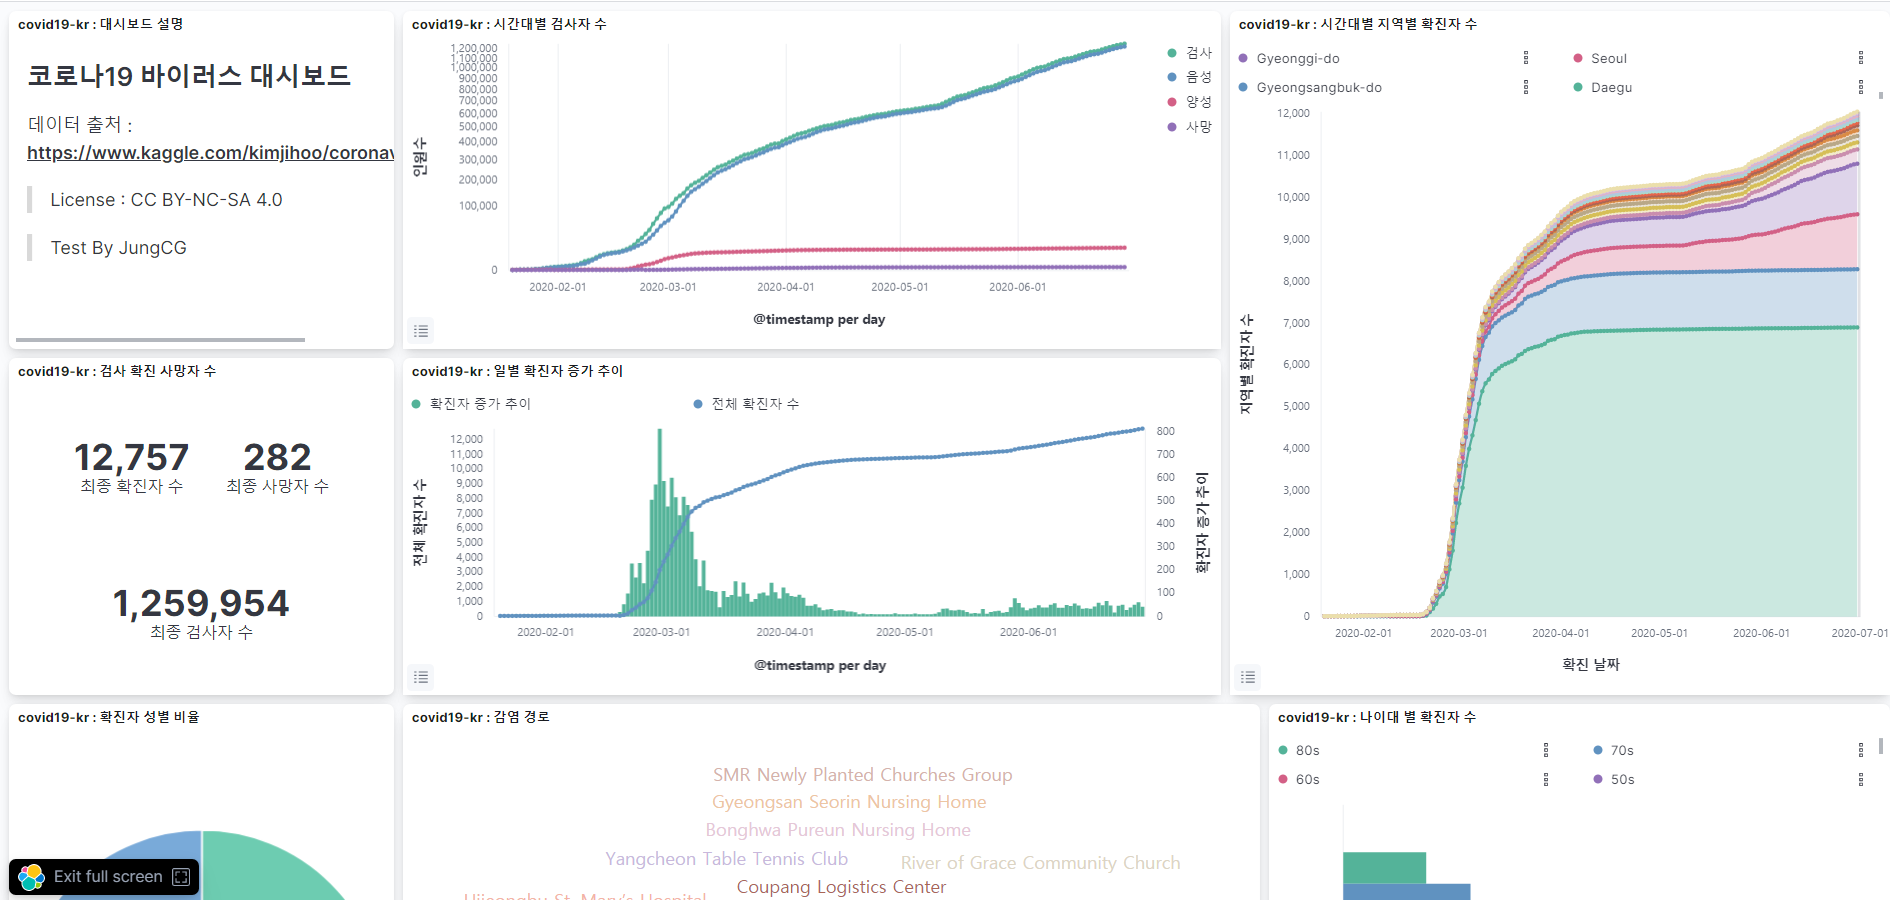 covid19-kr : 대시보드 설명
코로나19 바이러스 대시보드
데이터 출처 :
https://www.kaggle.com/kimjihoo/coronav
License : CC BY-NC-SA 4.0
Test By JungCG
covid19-kr : 시간대별 검사자 수
검사
음성
양성
사망
1,200,000
1,100,000
1,000,000
900,000
800,000
700,000
600,000
500,000
400,000
300,000
200,000
100,000
0
인원수
2020-02-01 2020-03-01 2020-04-01 2020-05-01 2020-06-01
@timestamp per day
covid19-kr : 시간대별 지역별 확진자 수
Gyeonggi-do Seoul
Gyeongsangbuk-do Daegu
12,000
11,000
10,000
9,000
8,000
7,000
6,000
5,000
4,000
3,000
2,000
1,000
0
지역별 확진자 수
2020-02-01 2020-03-01 2020-04-01 2020-05-01 2020-06-01 2020-07-01
확진 날짜
covid19-kr : 검사 확진 사망자 수
12,757 282
최종 확진자 수 최종 사망자 수
1,259,954
최종 검사자 수
covid19-kr : 일별 확진자 증가 추이
확진자 증가 추이 전체 확진자 수
12,000
11,000
10,000
9,000
8,000
7,000
6,000
5,000
4,000
3,000
2,000
1,000
0
전체 확진자 수
800
700
600
500
400
300
200
100
0
확진자 증가 추이
2020-02-01 2020-03-01 2020-04-01 2020-05-01 2020-06-01
@timestamp per day
covid19-kr : 확진자 성별 비율
Exit full screen
covid19-kr : 감염 경로
SMR Newly Planted Churches Group
Gyeongsan Seorin Nursing Home
Bonghwa Pureun Nursing Home
Yangcheon Table Tennis Club
River of Grace Community Church
Coupang Logistics Center
covid19-kr : 나이대 별 확진자 수
80s 70s
60s 50s